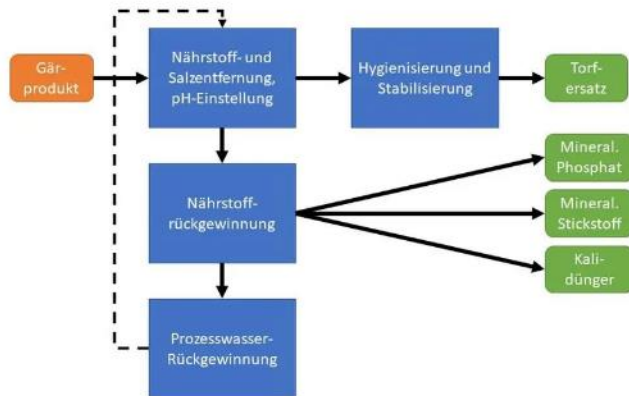 Gär-
produkt
Nährstoff- und
Salzentfernung,
pH-Einstellung
Hygienisierung und
Stabilisierung
Torf-
ersatz
Nährstoff-
rückgewinnung
Mineral.
Phosphat
Mineral.
Stickstoff
Kali-
dünger
Prozesswasser-
Rückgewinnung